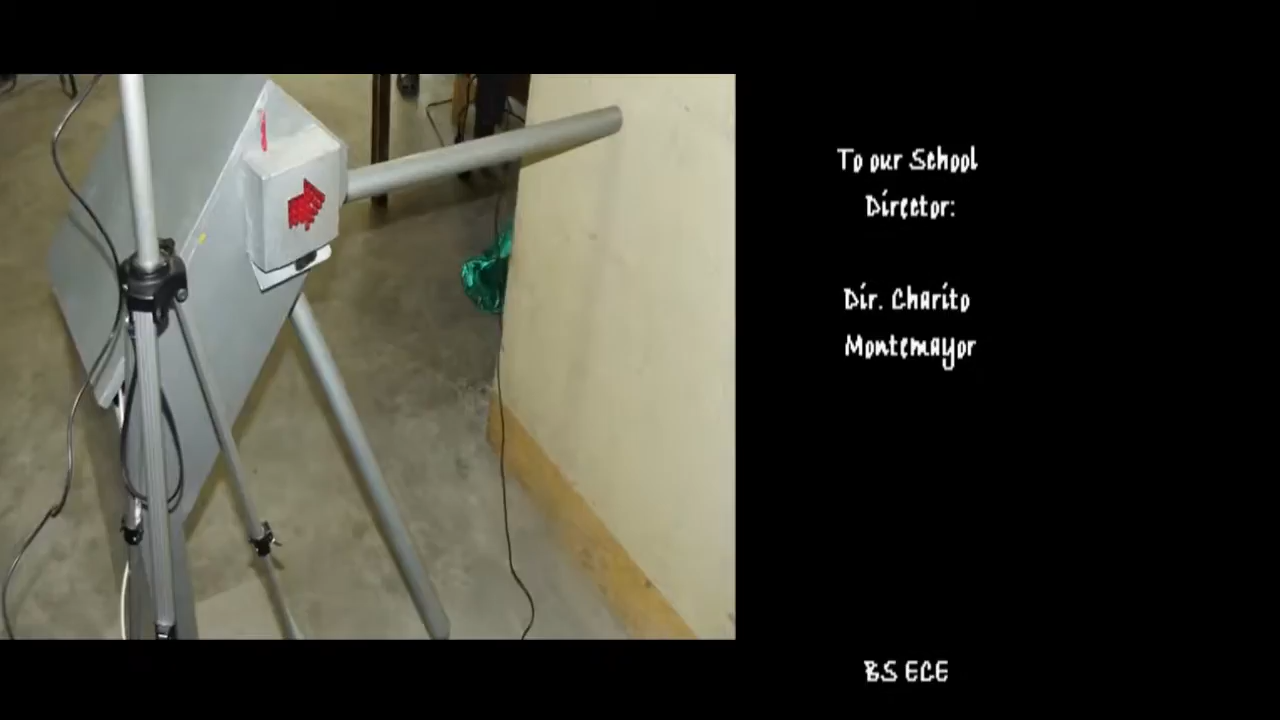 To our School
Director:
Dir. Charito
Montemayor
BS ECE